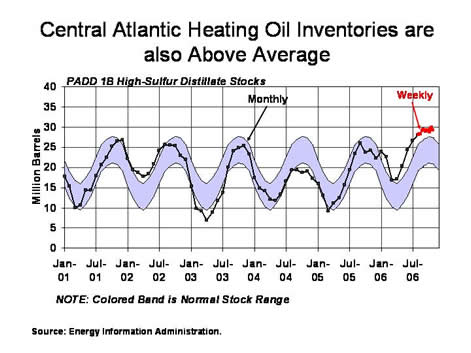 Central Atlantic Heating Oil Inventories are
also Above Average
PADD 1B High-Sulfur Distillate Stocks
Monthly
Weekly
Million Barrels
40
35
30
25
20
15
10
5
0
Jan-01 Jul-01 Jan-02 Jul-02 Jan-03 Jul-03 Jan-04 Jul-04 Jan-05 Jul-05 Jan-06 Jul-06
NOTE: Colored Band is Normal Stock Range
Source: Energy Information Administration.